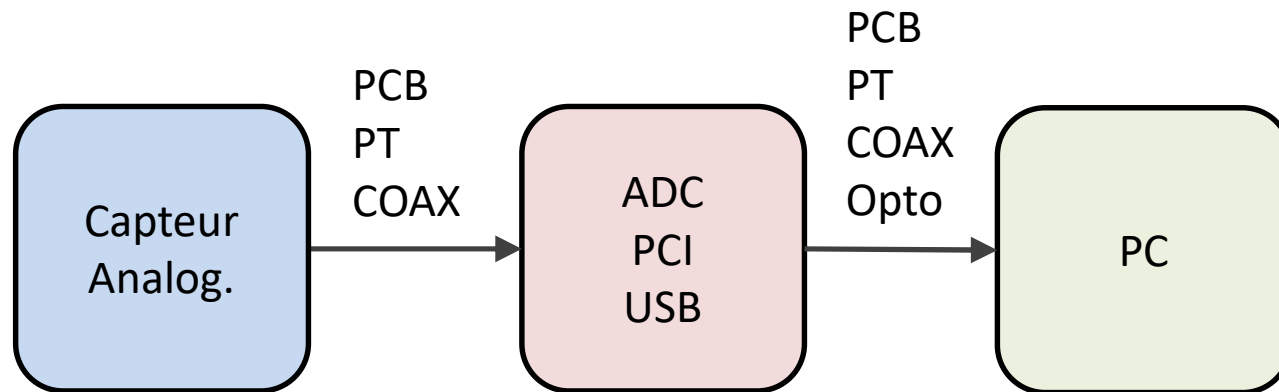 Capteur
Analog.
PCB
PT
COAX
ADC
PCI
USB
PCB
PT
COAX
Opto
PC